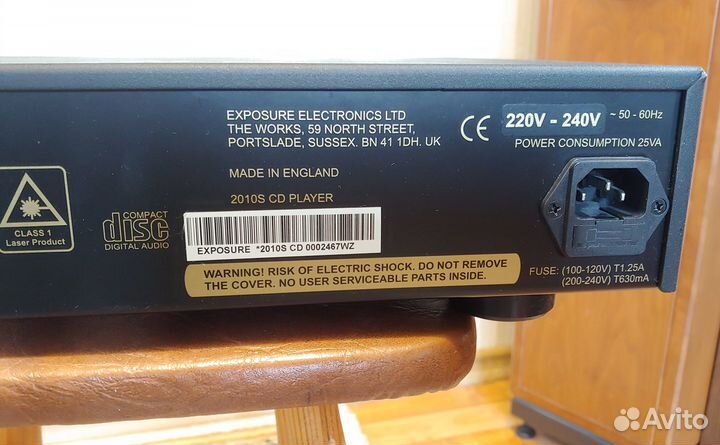 EXPOSURE ELECTRONICS LTD
THE WORKS, 59 NORTH STREET,
PORTSLADE, SUSSEX. BN 41 1DH. UK
MADE IN ENGLAND
2010S CD PLAYER
CE
220V - 240V ~ 50 - 60Hz
POWER CONSUMPTION 25VA
CLASS 1
Laser Product
COMPACT
disc
DIGITAL AUDIO
EXPOSURE *2010S CD 0002467WZ
WARNING! RISK OF ELECTRIC SHOCK. DO NOT REMOVE
THE COVER. NO USER SERVICEABLE PARTS INSIDE.
FUSE: (100-120V) T1.25A
(200-240V) T630mA
Avito